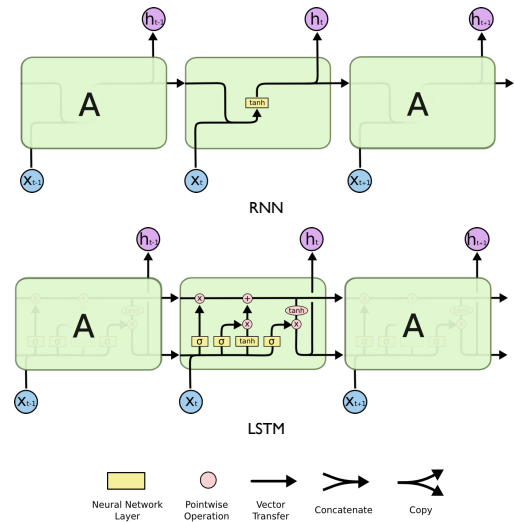 ht-1 ht ht+1
A tanh A
xt-1 xt xt+1
RNN
ht-1 ht ht+1
x + tanh
A x x A
σ σ tanh σ
xt-1 xt xt+1
LSTM
Neural Network Layer
Pointwise Operation
Vector Transfer
Concatenate
Copy